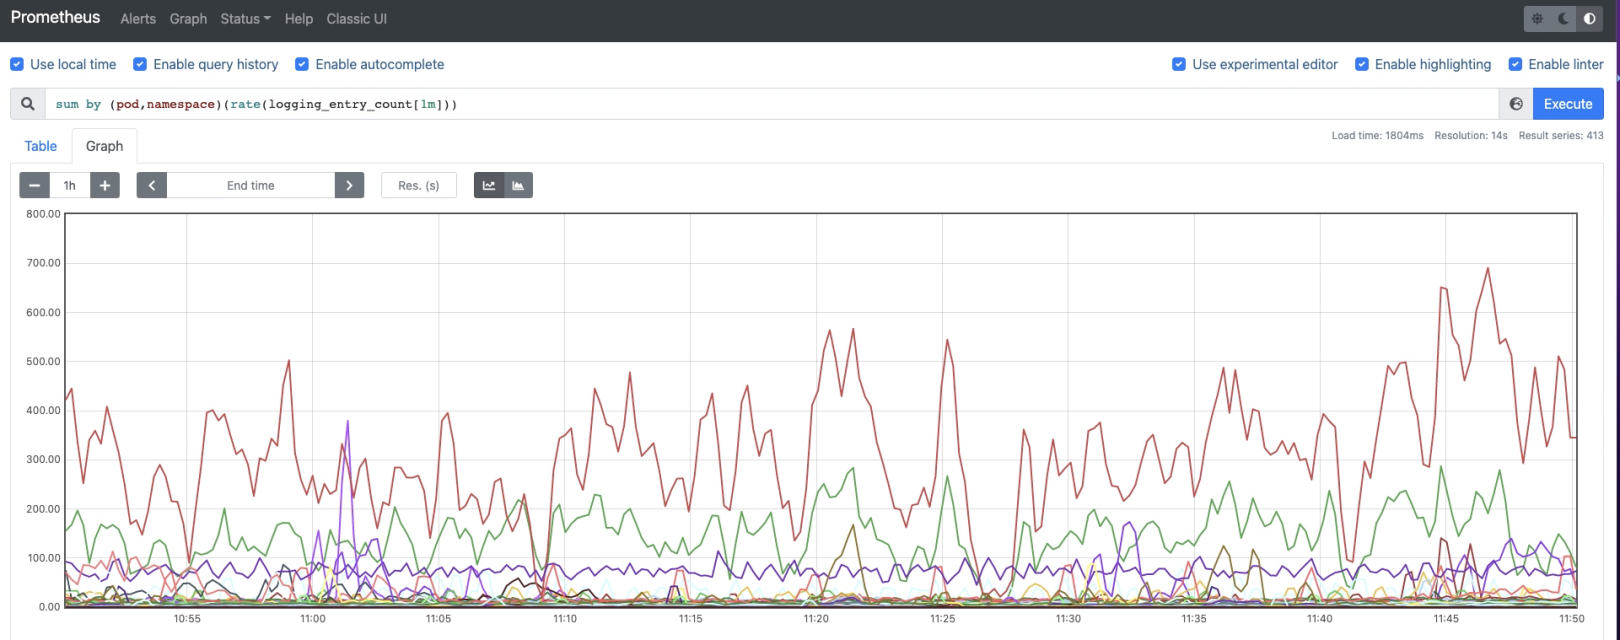 Prometheus Alerts Graph Status Help Classic UI
Use local time Enable query history Enable autocomplete Use experimental editor Enable highlighting Enable linter
sum by (pod,namespace)(rate(logging_entry_count[1m])) Execute
Load time: 1804ms Resolution: 14s Result series: 413
Table Graph
1h End time Res. (s)
800.00
700.00
600.00
500.00
400.00
300.00
200.00
100.00
0.00
10:55 11:00 11:05 11:10 11:15 11:20 11:25 11:30 11:35 11:40 11:45 11:50